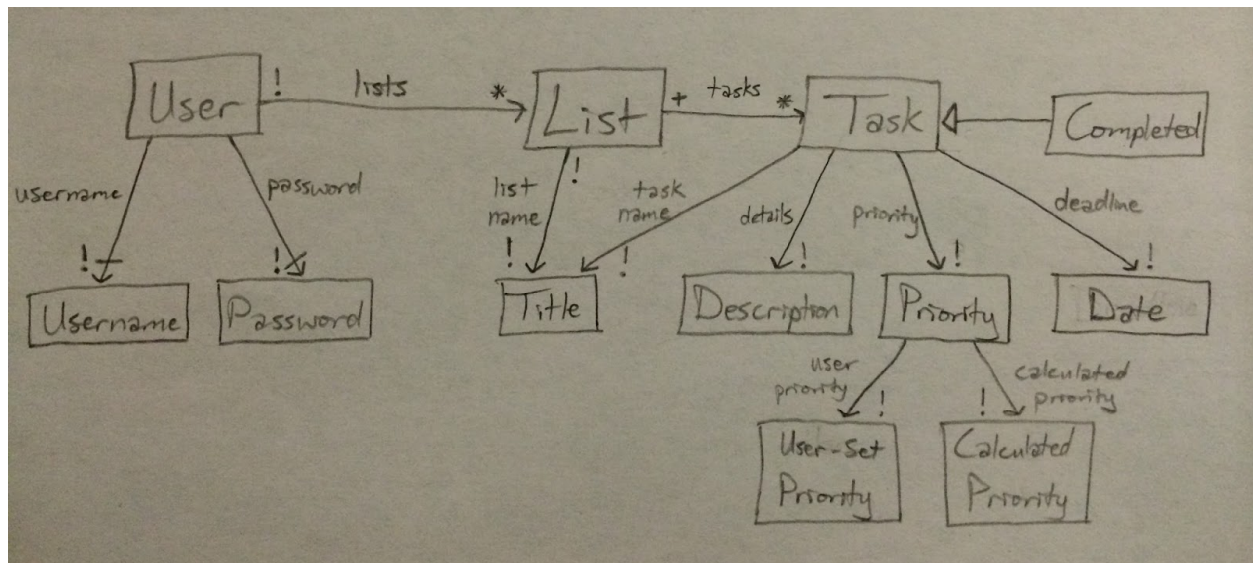 User
! lists *
List
+ tasks *
Task
Completed
username
password
list
name
!
task
name
details
priority
deadline
!
!
!
!
!
!
!
Username
Password
Title
Description
Priority
Date
user
priority
!
!
calculated
priority
User-Set
Priority
Calculated
Priority